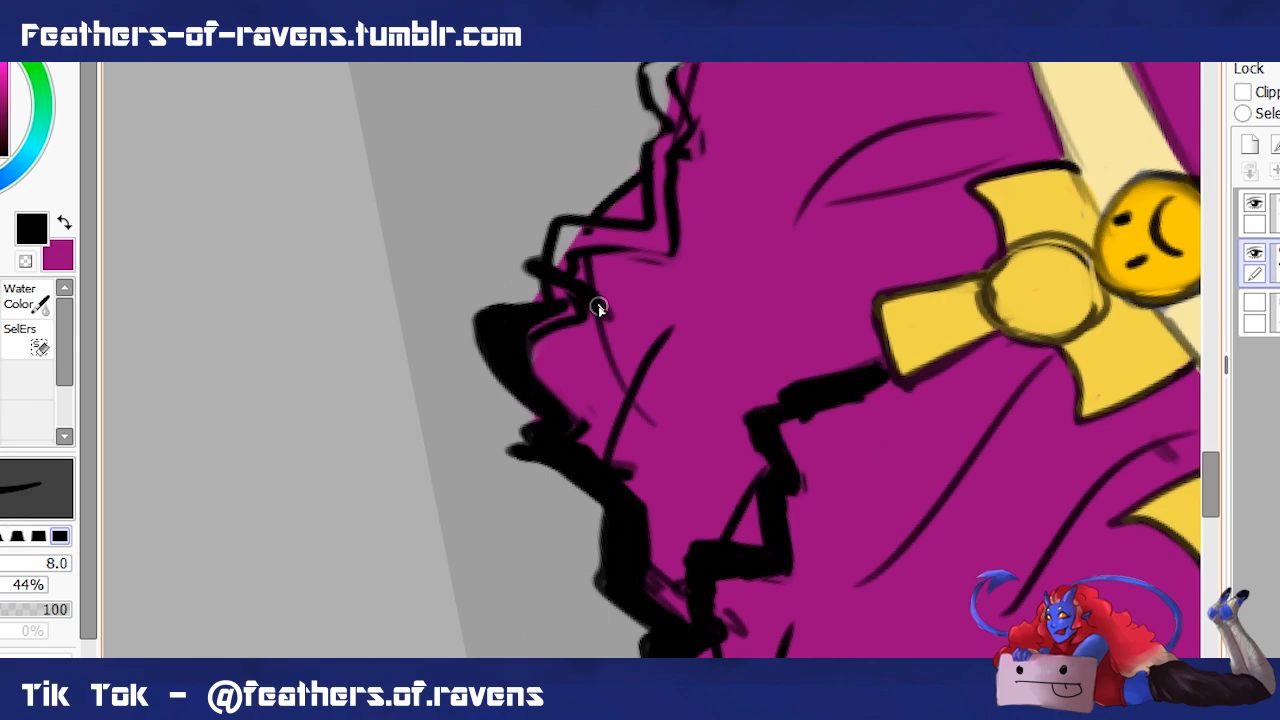 Feathers-of-ravens.tumblr.com
Lock
Clipp
Sele
Water
Color
SelErs
8.0
44%
100
0%
Tik Tok - @feathers.of.ravens